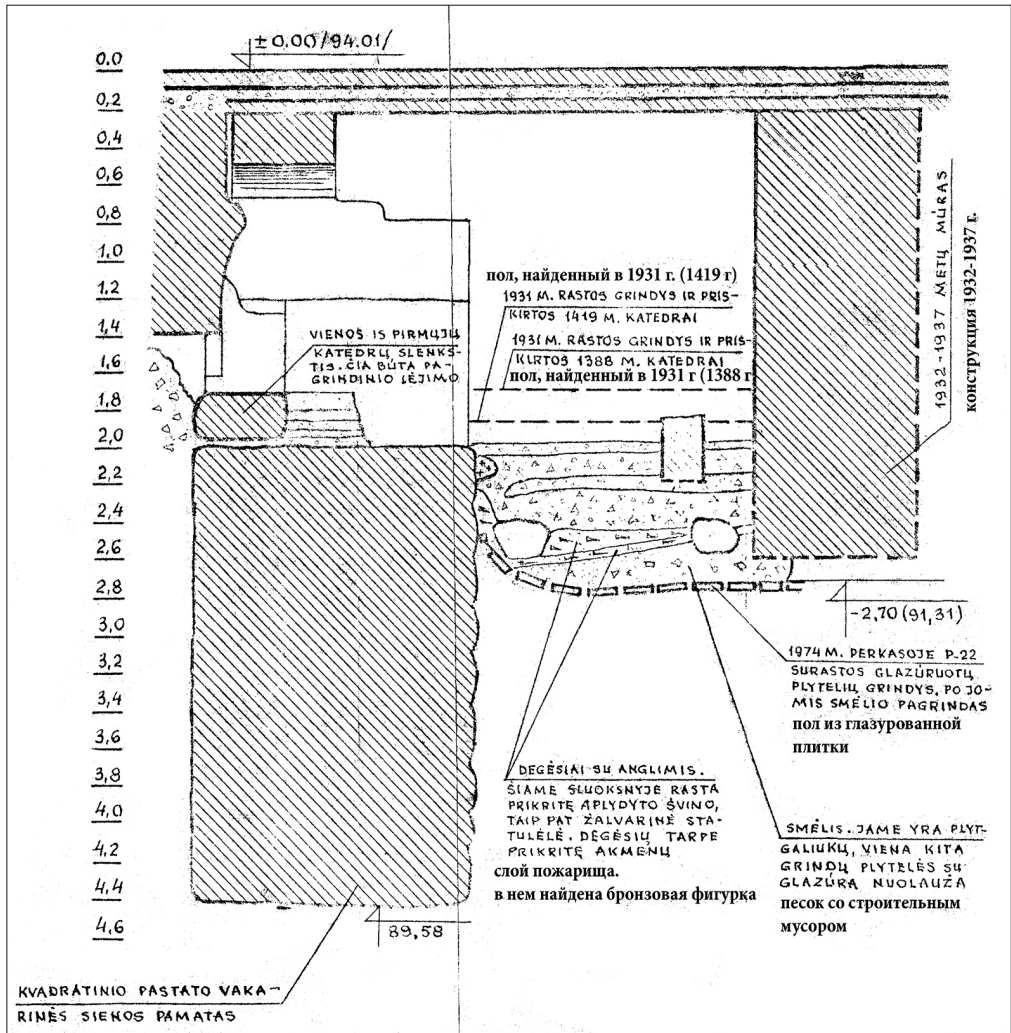 ±0.00/94.01/
0.0
0,2
0,4
0,6
0,8
1,0
1.2
1,4
1,6
1,8
2,0
2,2
2,4
2,6
2,8
3,0
3,2
3,4
3,6
3,8
4,0
4,2
4,4
4,6
VIENOS IS PIRMŲJŲ
KATEDRŲ SLENKS-
TIS. ČIA BŪTA PA-
GRINDINIO ĮĖJIMO
пол, найденный в 1931 г. (1419 г)
1931 M. RASTOS GRINDYS IR PRIS-
KIRTOS 1419 M. KATEDRAI
1931 M. RASTOS GRINDYS IR PRIS-
KIRTOS 1388 M. KATEDRAI
пол, найденный в 1931 г (1388 г
1932-1937 METŲ MŪRAS
конструкция 1932-1937 г.
-2,70 (91,31)
1974 M. PERKASOJE P-22
SURASTOS GLAZŪRUOTŲ
PLYTELIŲ GRINDYS, PO JO-
MIS SMĖLIO PAGRINDAS
пол из глазурованной
плитки
DEGĖSIAI SU ANGLIMIS.
ŠIAME SLUOKSNYJE RASTA
PRIKRITĘ APLYDYTO ŠVINO,
TAIP PAT ŽALVARINĖ STA-
TULĖLĖ. DEGĖSIŲ TARPE
PRIKRITĘ AKMENŲ
слой пожарища.
в нем найдена бронзовая фигурка
SMĖLIS. JAME YRA PLYT-
GALIUKŲ, VIENA KITA
GRINDŲ PLYTELĖS SU
GLAZŪRA NUOLAUŽA
песок со строительным
мусором
89,58
KVADRATINIO PASTATO VAKA-
RINĖS SIENOS PAMATAS